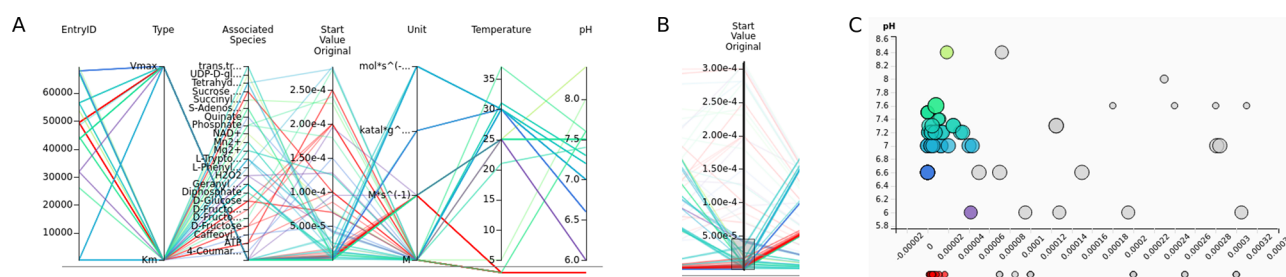 A
EntryID
Type
Associated
Species
Start
Value
Original
Unit
Temperature
pH
60000
50000
40000
30000
20000
10000
Vmax
Km
trans,tr...
UDP-D-gl...
Tetrahyd...
Sucrose ...
Succinyl...
S-Adenos...
Quinate
Phosphate
NAD+
Mn2+
Mg2+
L-Trypto...
L-Phenyl...
H2O2
Geranyl ...
Diphosphate
D-Glucose
D-Fructo...
D-Fructo...
D-Fructose
Caffeoyl...
ATP
4-Coumar...
2.50e-4
2.00e-4
1.50e-4
1.00e-4
5.00e-5
mol*s^(-...
katal*g^...
M*s^(-1)
M
35
30
25
20
15
10
5
8.0
7.5
7.0
6.5
6.0
B
Start
Value
Original
3.00e-4
2.50e-4
2.00e-4
1.50e-4
1.00e-4
5.00e-5
C
pH
8.6
8.4
8.2
8
7.8
7.6
7.4
7.2
7
6.8
6.6
6.4
6.2
6
5.8
-0.00002
0
0.00002
0.00004
0.00006
0.00008
0.0001
0.00012
0.00014
0.00016
0.00018
0.0002
0.00022
0.00024
0.00026
0.00028
0.0003
0.00032